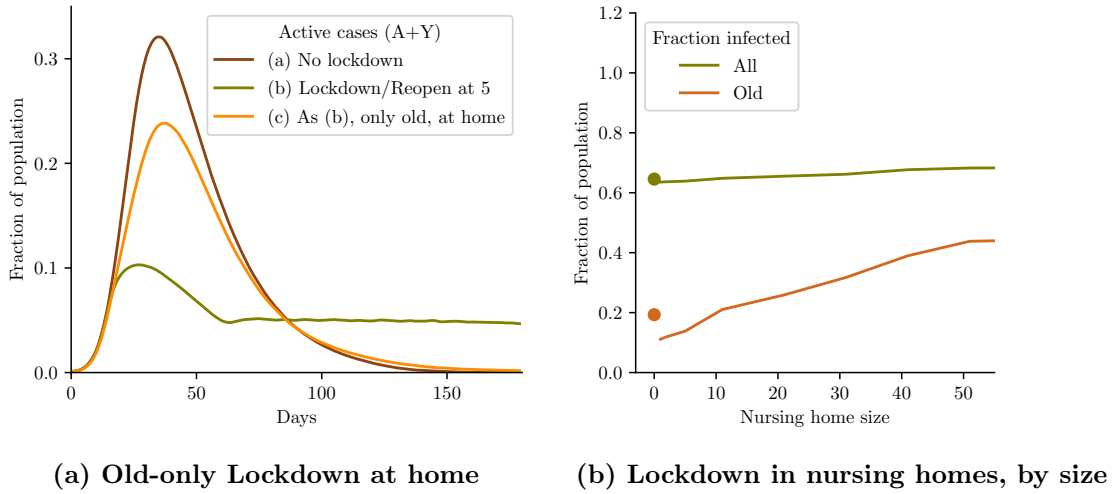 Fraction of population
0.3
0.2
0.1
0.0
Active cases (A+Y)
(a) No lockdown
(b) Lockdown/Reopen at 5
(c) As (b), only old, at home
0 50 100 150
Days
(a) Old-only Lockdown at home
Fraction of population
1.2
1.0
0.8
0.6
0.4
0.2
0.0
Fraction infected
All
Old
0 10 20 30 40 50
Nursing home size
(b) Lockdown in nursing homes, by size